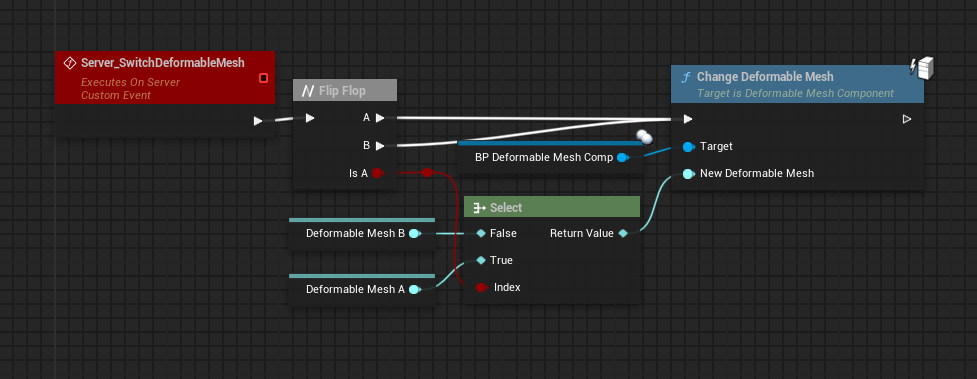 Server_SwitchDeformableMesh
Executes On Server
Custom Event
Flip Flop
A
B
Is A
Change Deformable Mesh
Target is Deformable Mesh Component
Target
New Deformable Mesh
BP Deformable Mesh Comp
Select
False
Return Value
True
Index
Deformable Mesh B
Deformable Mesh A